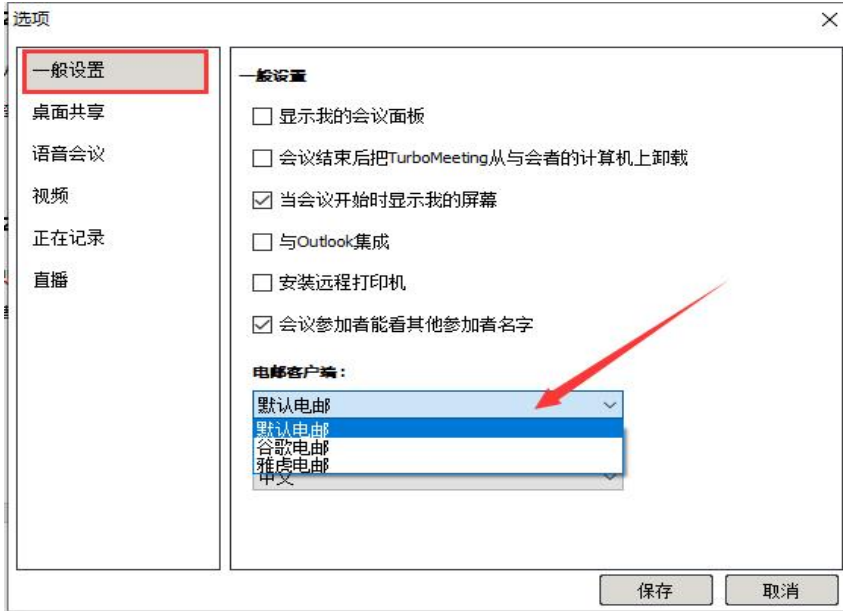 选项
一般设置
桌面共享
语音会议
视频
正在记录
直播
一般设置
显示我的会议面板
会议结束后把TurboMeeting从与会者的计算机上卸载
当会议开始时显示我的屏幕
与Outlook集成
安装远程打印机
会议参加者能看其他参加者名字
电邮客户端：
默认电邮
默认电邮
谷歌电邮
雅虎电邮
中文
保存
取消